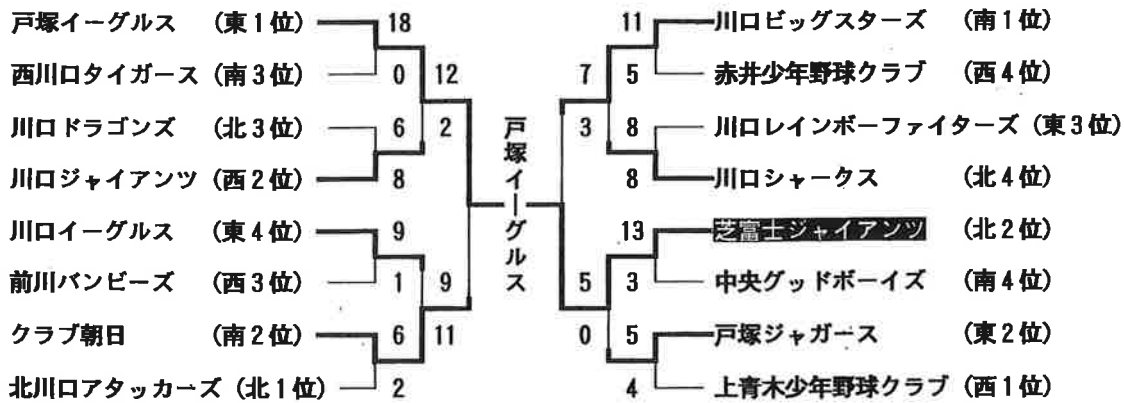 戸塚イーグルス (東1位) 18
西川口タイガース (南3位) 0
12
川口ドラゴンズ (北3位) 6
2
川口ジャイアンツ (西2位) 8
川口イーグルス (東4位) 9
前川バンビーズ (西3位) 1
9
クラブ朝日 (南2位) 6
11
北川口アタッカーズ (北1位) 2
戸塚イーグルス
11 川口ビッグスターズ (南1位)
7
5 赤井少年野球クラブ (西4位)
3
8 川口レインボーファイターズ (東3位)
8 川口シャークス (北4位)
13 芝富士ジャイアンツ (北2位)
5
3 中央グッドボーイズ (南4位)
0
5 戸塚ジャガース (東2位)
4 上青木少年野球クラブ (西1位)